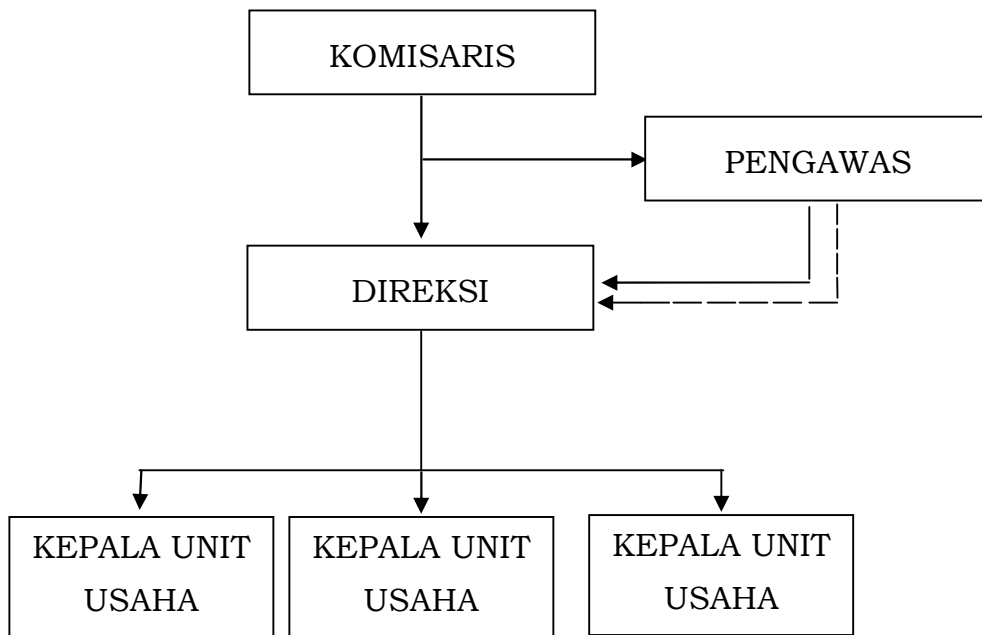 KOMISARIS
PENGAWAS
DIREKSI
KEPALA UNIT
USAHA
KEPALA UNIT
USAHA
KEPALA UNIT
USAHA